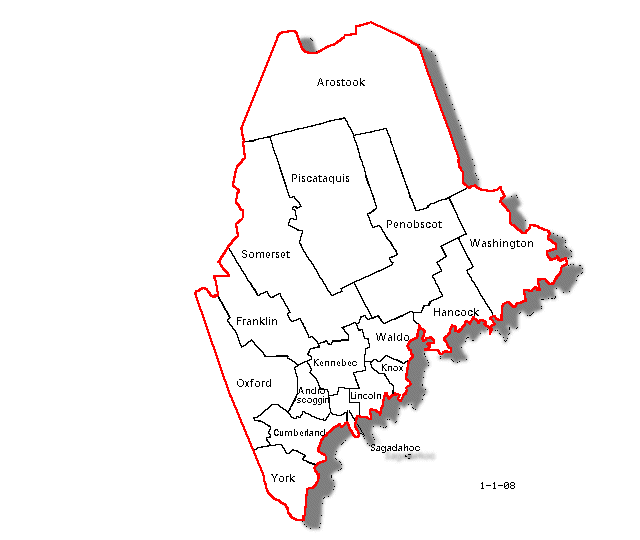 Arostook
Piscataquis
Penobscot
Washington
Somerset
Hancock
Franklin
Waldo
Kennebec
Knox
Oxford
Andro
scoggin
Lincoln
Cumberland
Sagadahoc
York
1-1-08